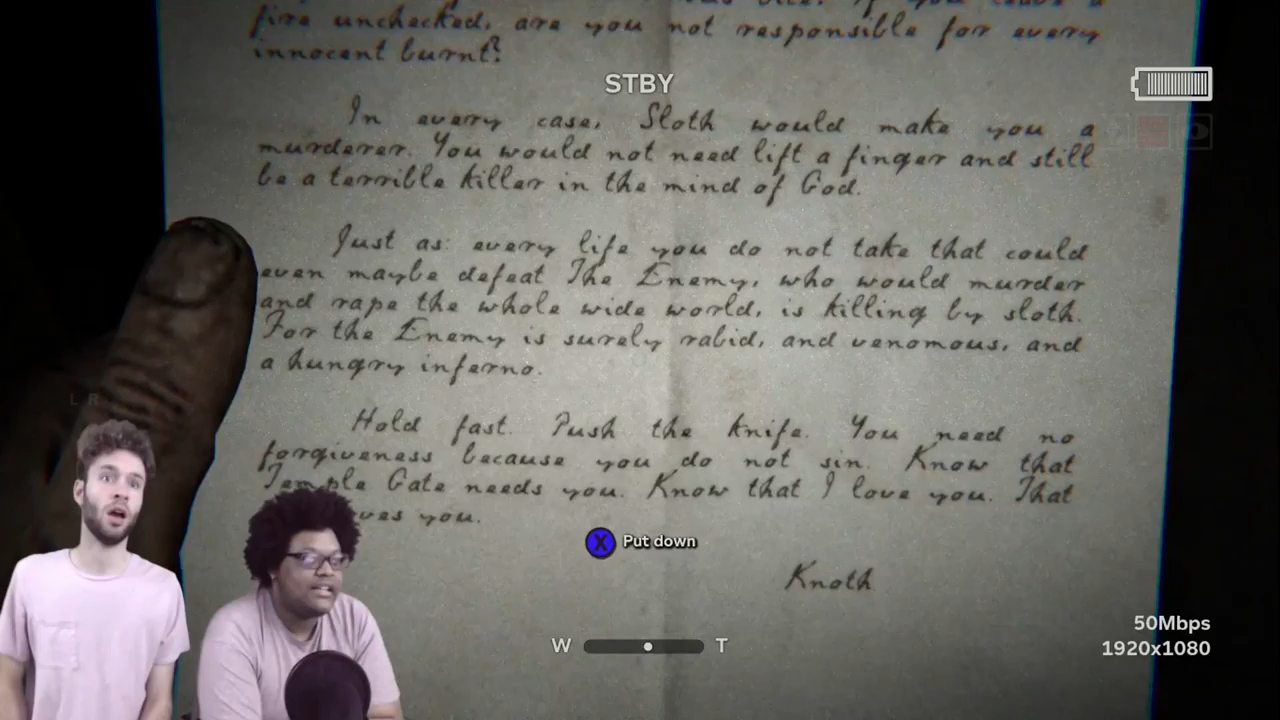 fire unchecked, are you not responsible for every
innocent burnt?
STBY
In every case, Sloth would make you a
murderer. You would not need lift a finger and still
be a terrible killer in the mind of God.
Just as: every life you do not take that could
even maybe defeat The Enemy, who would murder
and rape the whole wide world, is killing by sloth.
For the Enemy is surely rabid, and venomous, and
a hungry inferno.
Hold fast. Push the knife. You need no
forgiveness because you do not sin. Know that
Temple Gate needs you. Know that I love you. That
you.
X Put down
Knoth
50Mbps
W T
1920x1080
L R